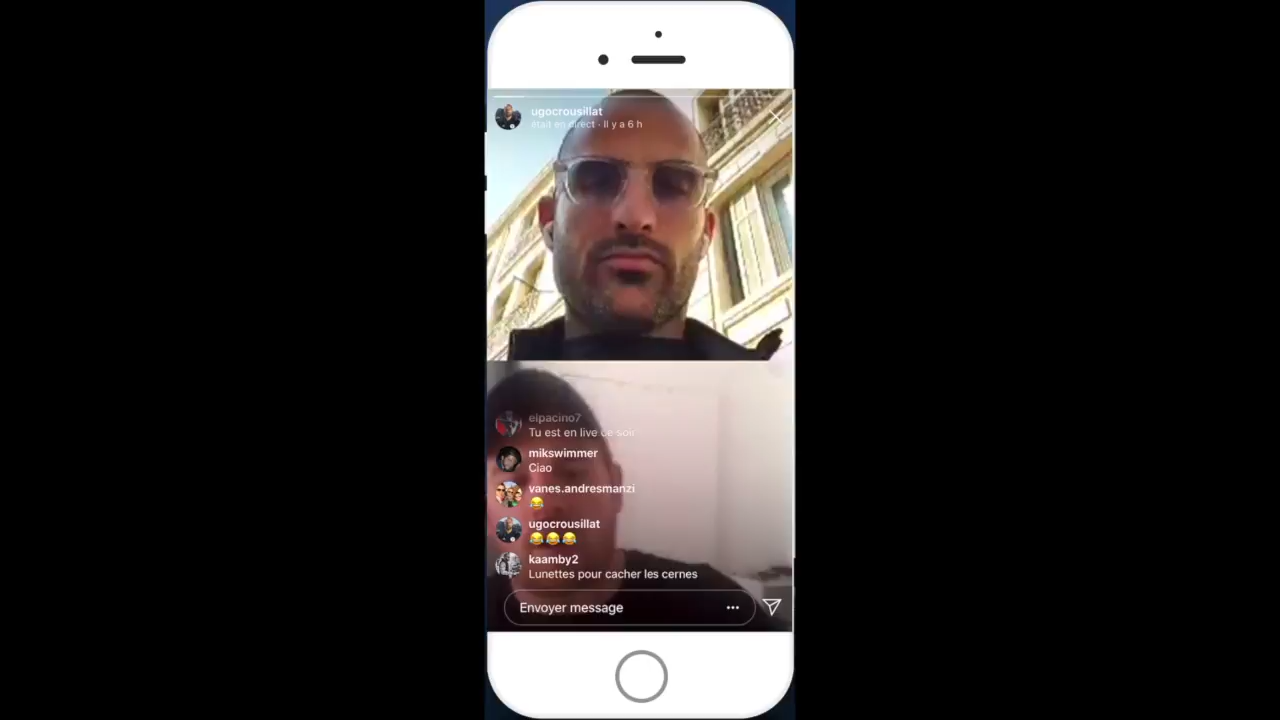 ugocrousillat
était en direct · Il y a 6 h
elpacino7
Tu est en live ce soir
mikswimmer
Ciao
vanes.andresmanzi
😂
ugocrousillat
😂😂😂
kaamby2
Lunettes pour cacher les cernes
Envoyer message